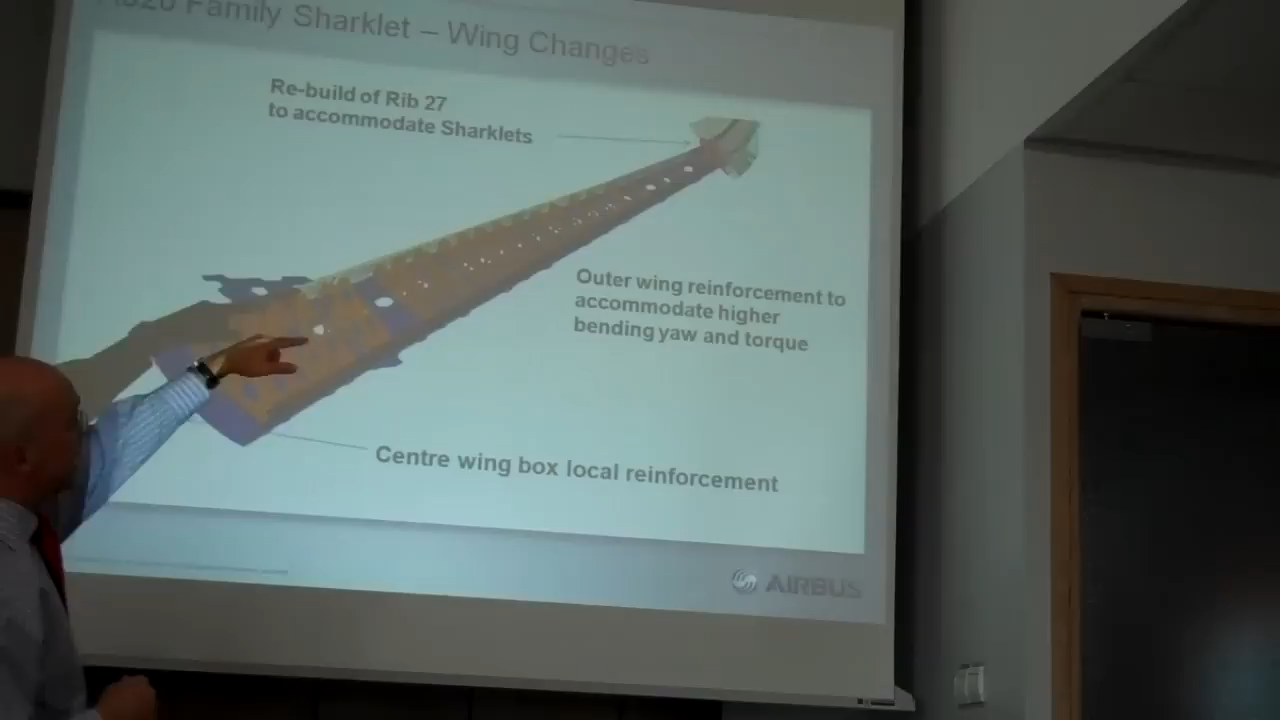 A320 Family Sharklet – Wing Changes
Re-build of Rib 27
to accommodate Sharklets
Outer wing reinforcement to
accommodate higher
bending yaw and torque
Centre wing box local reinforcement
AIRBUS